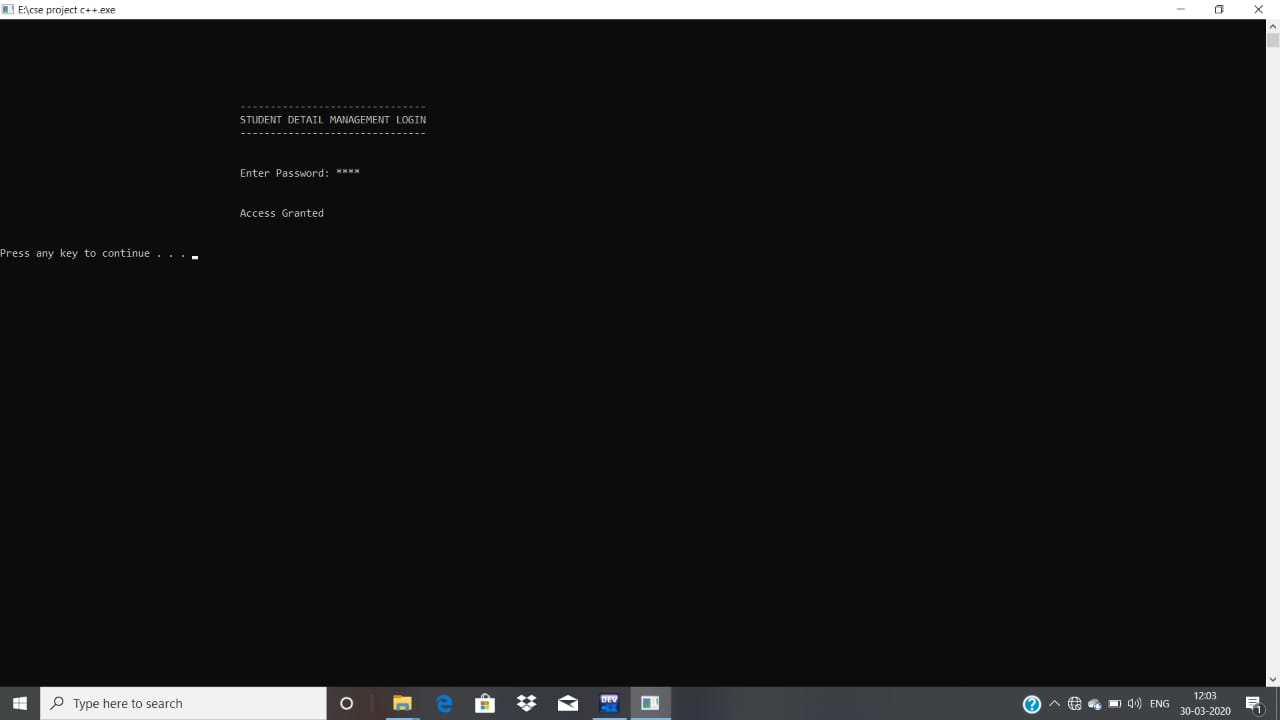 E:\cse project c++.exe
-------------------------------
STUDENT DETAIL MANAGEMENT LOGIN
-------------------------------
Enter Password: ****
Access Granted
Press any key to continue . . .
Type here to search
DEV
ENG
12:03
30-03-2020
1